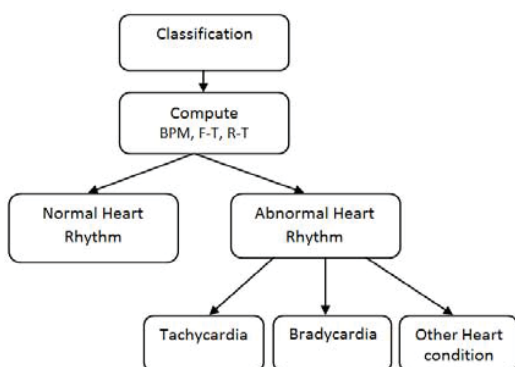 Classification
Compute
BPM, F-T, R-T
Normal Heart
Rhythm
Abnormal Heart
Rhythm
Tachycardia
Bradycardia
Other Heart
condition